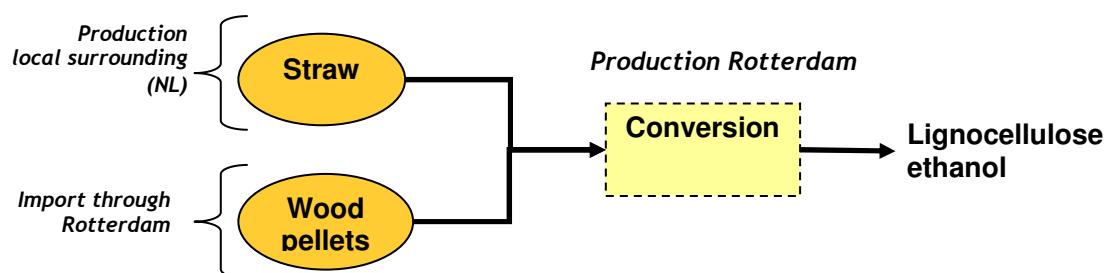 Production
local surrounding
(NL)
Straw
Production Rotterdam
Conversion
Lignocellulose
ethanol
Import through
Rotterdam
Wood
pellets